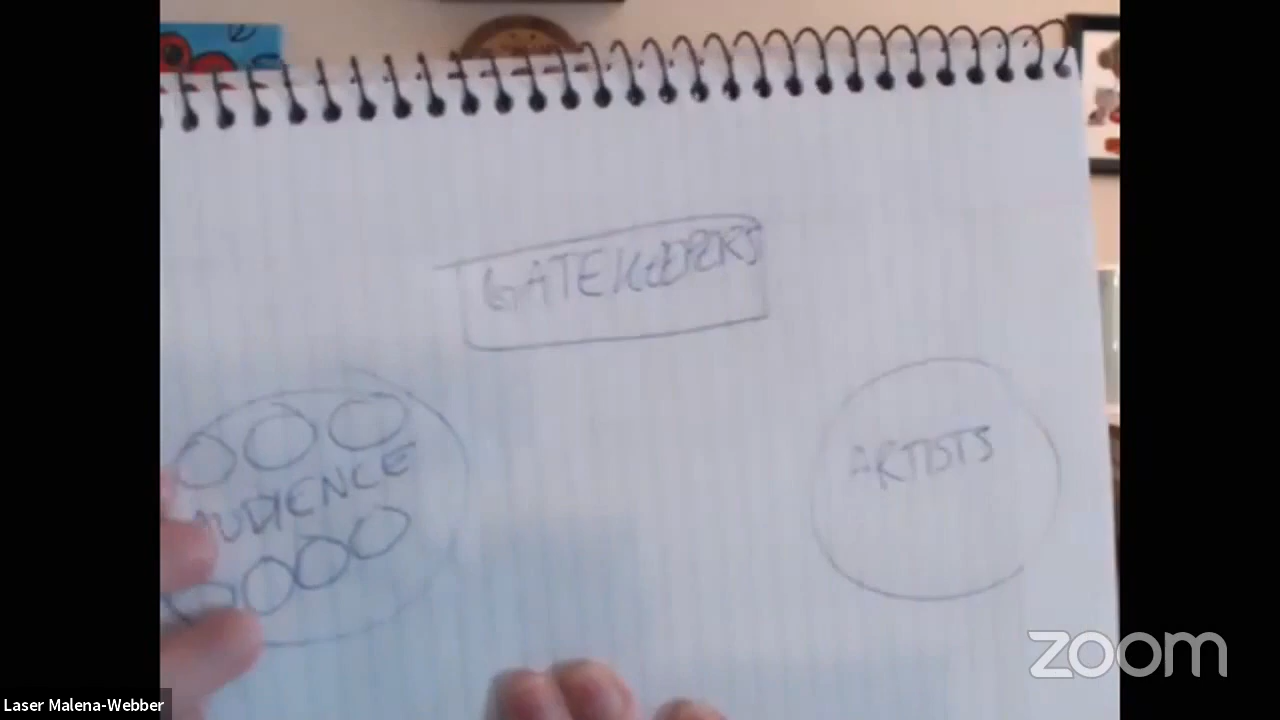 GATEKEEPERS
AUDIENCE
ARTISTS
zoom
Laser Malena-Webber